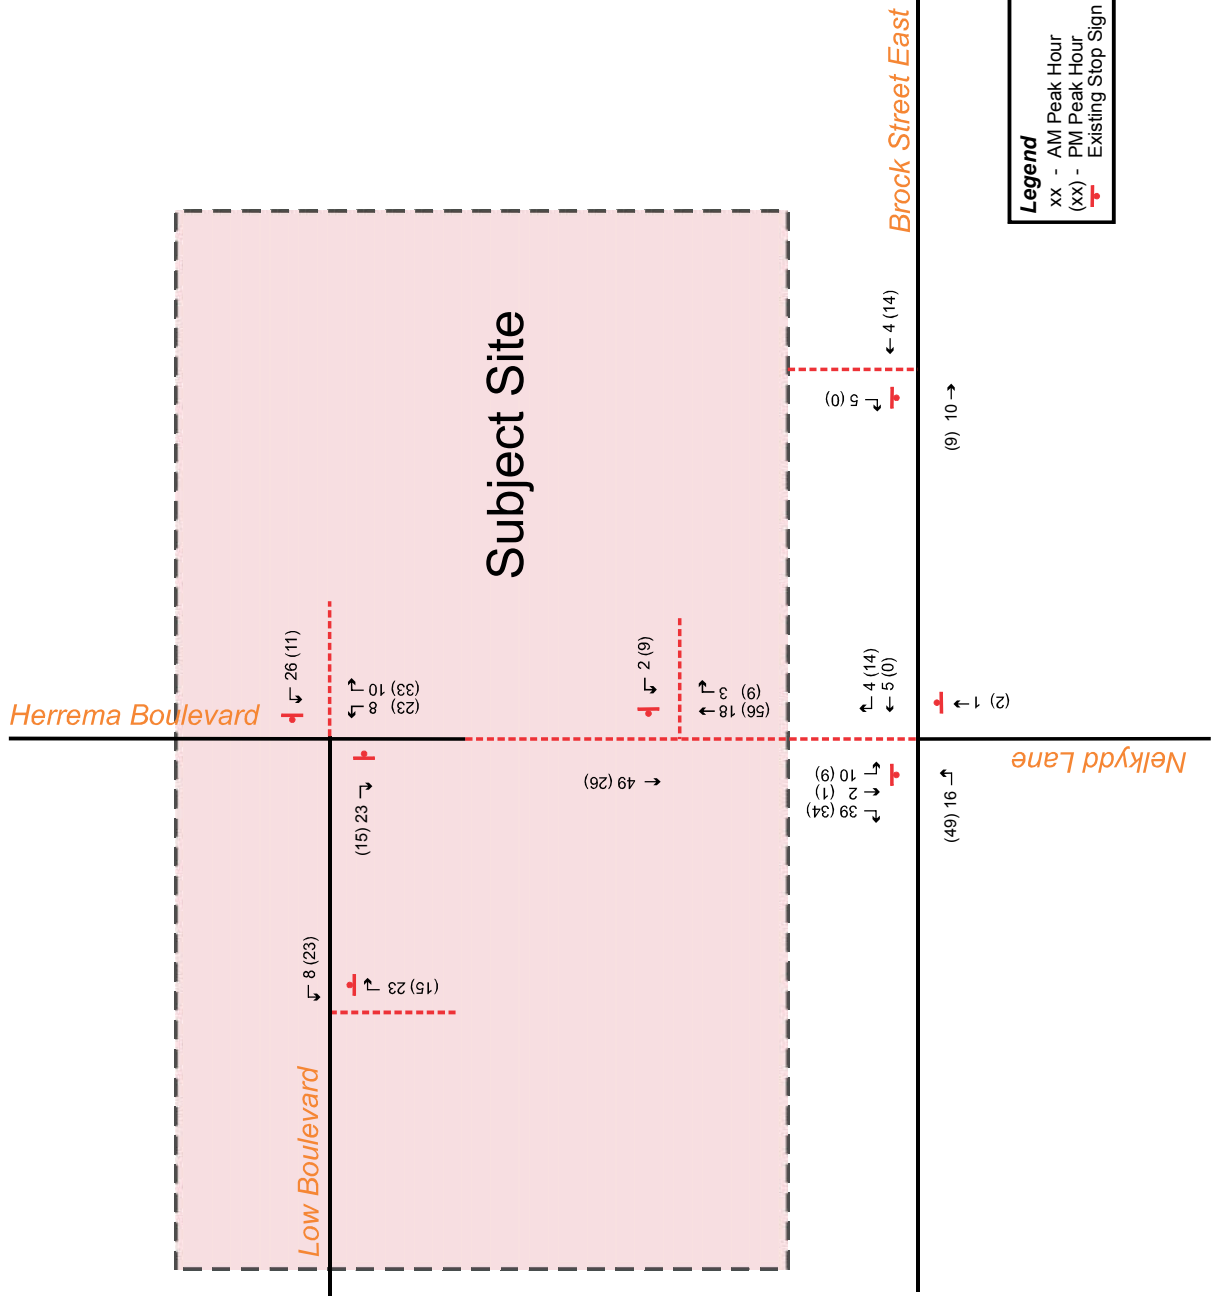 Herrema Boulevard
Low Boulevard
Brock Street East
Nelkydd Lane
Subject Site
26 (11)
(33) 10
(23) 8
(15) 23
8 (23)
(15) 23
2 (9)
(9) 3
(56) 18
49 (26)
4 (14)
5 (0)
10 (9)
2 (1)
39 (34)
(49) 16
1 (2)
5 (0)
4 (14)
(9) 10
Legend
xx - AM Peak Hour
(xx) - PM Peak Hour
Existing Stop Sign